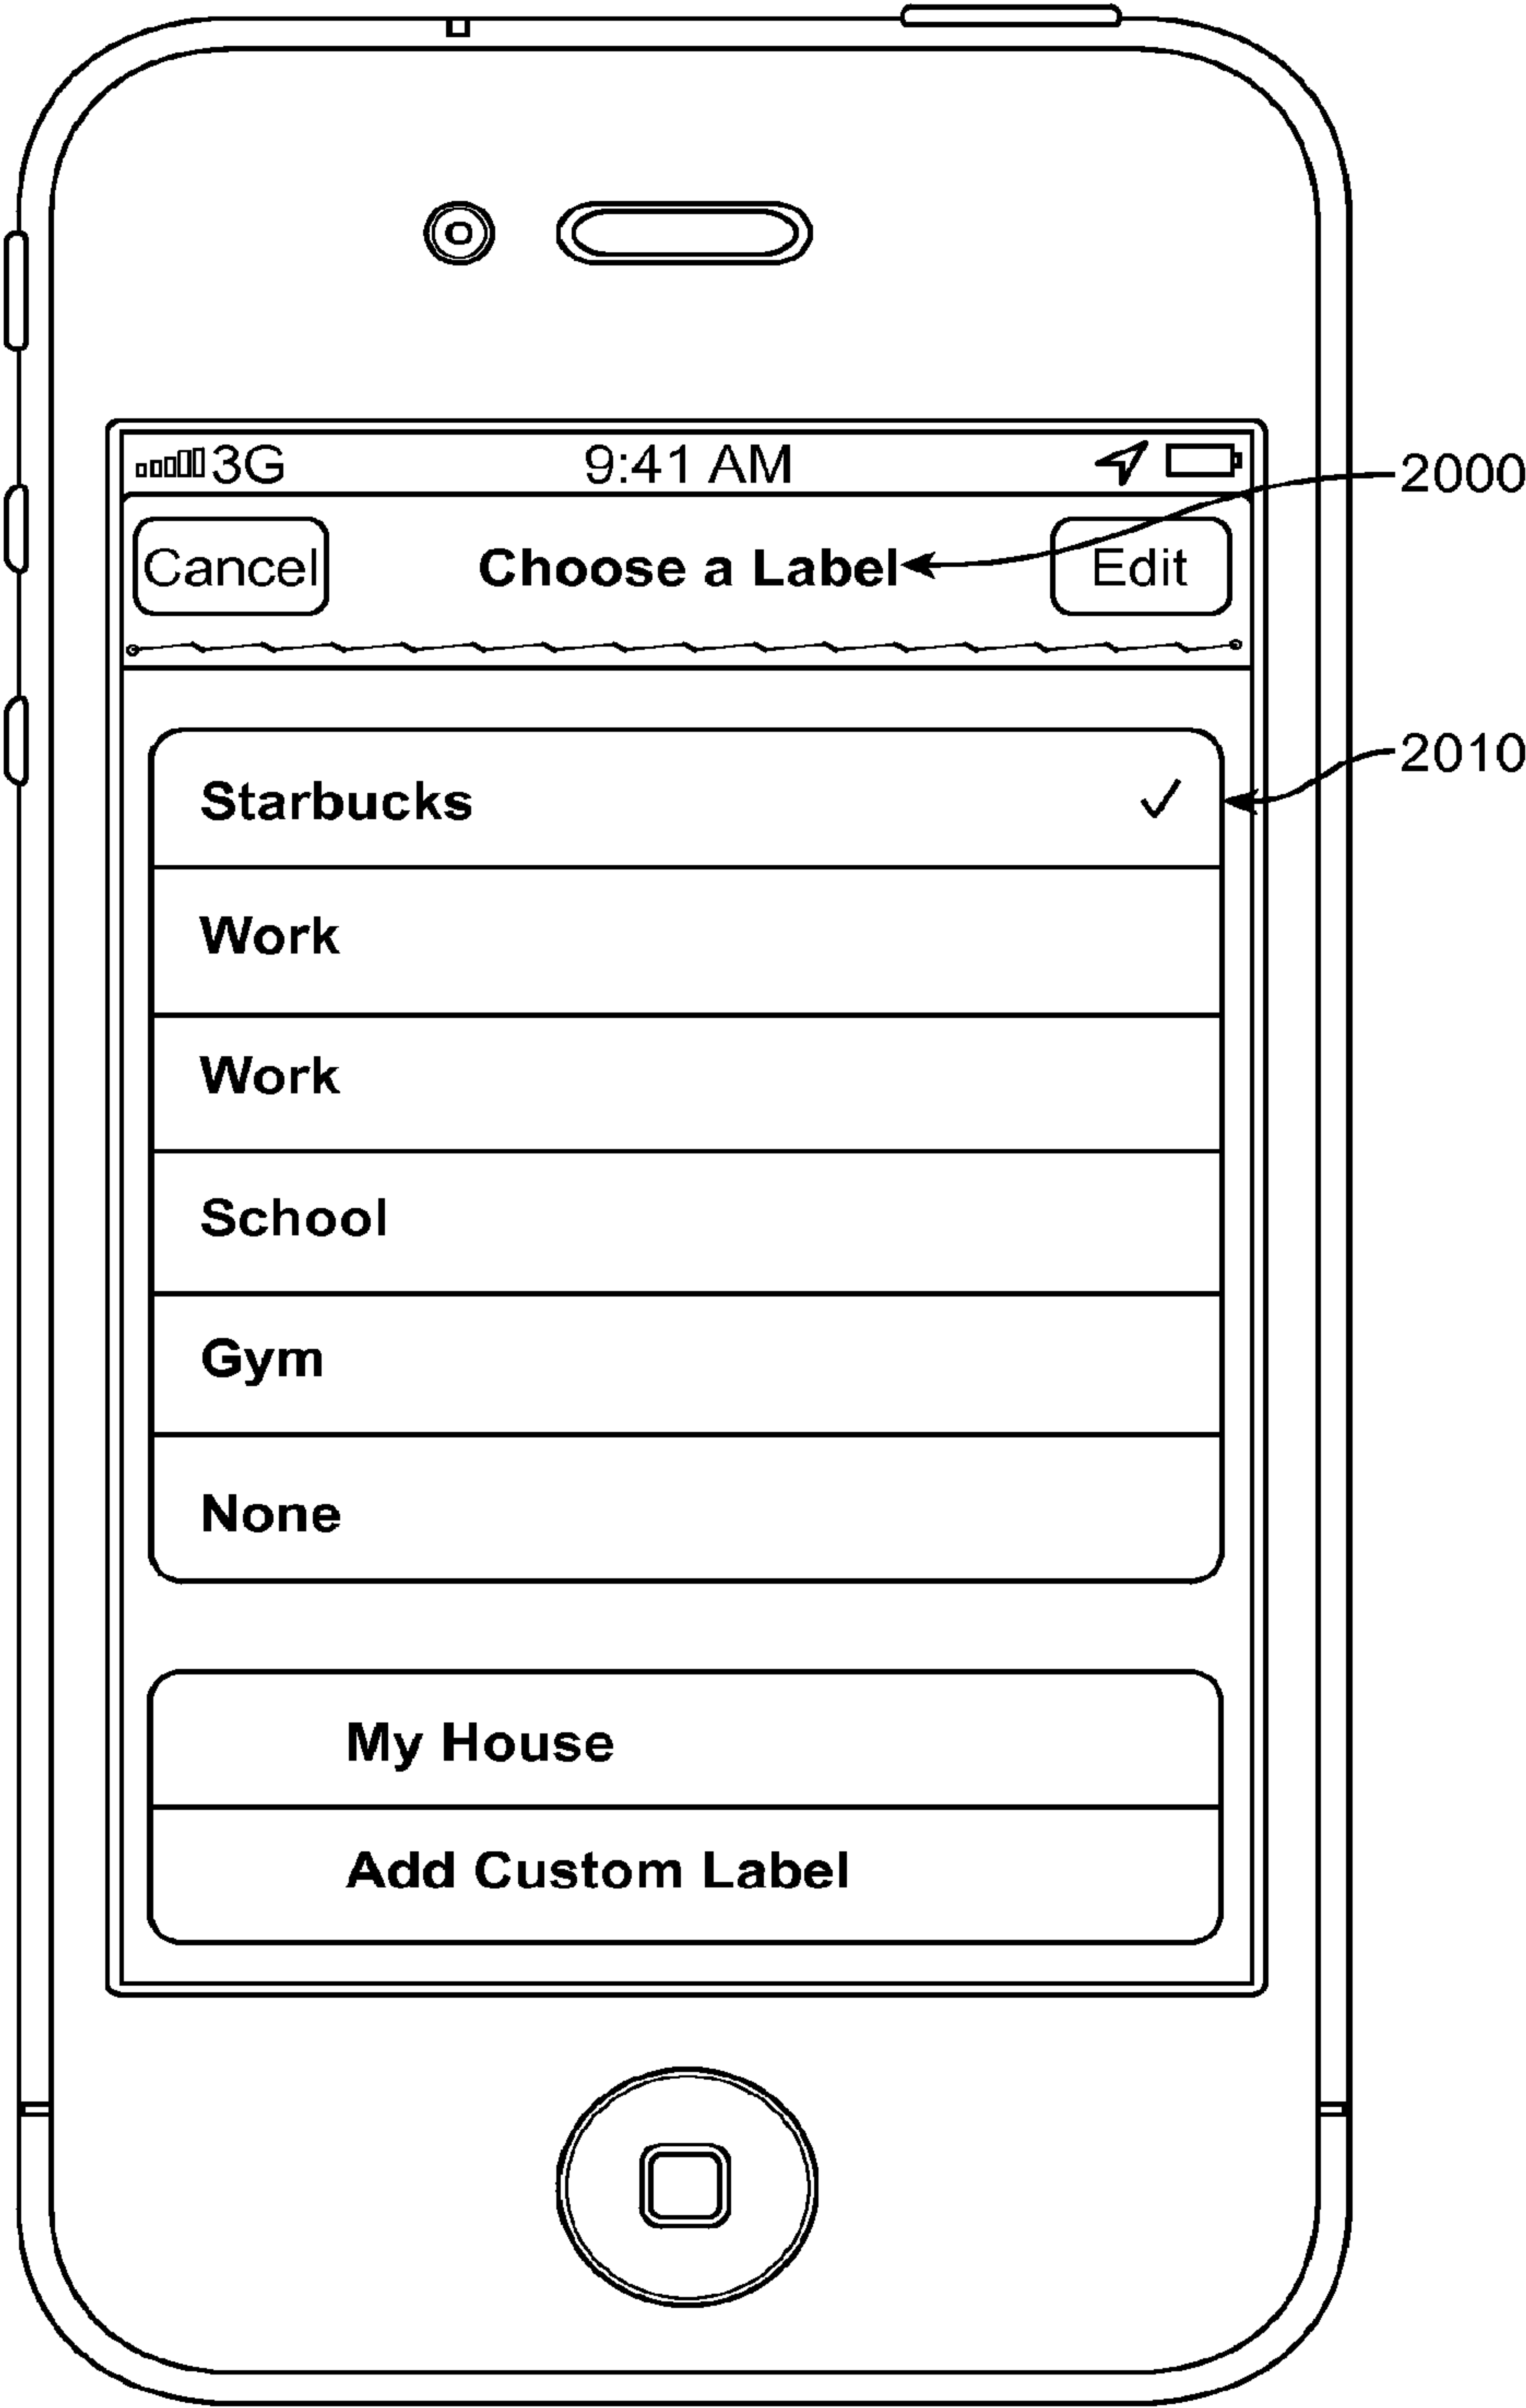 3G 9:41 AM
2000
Cancel Choose a Label Edit
2010
Starbucks
Work
Work
School
Gym
None
My House
Add Custom Label